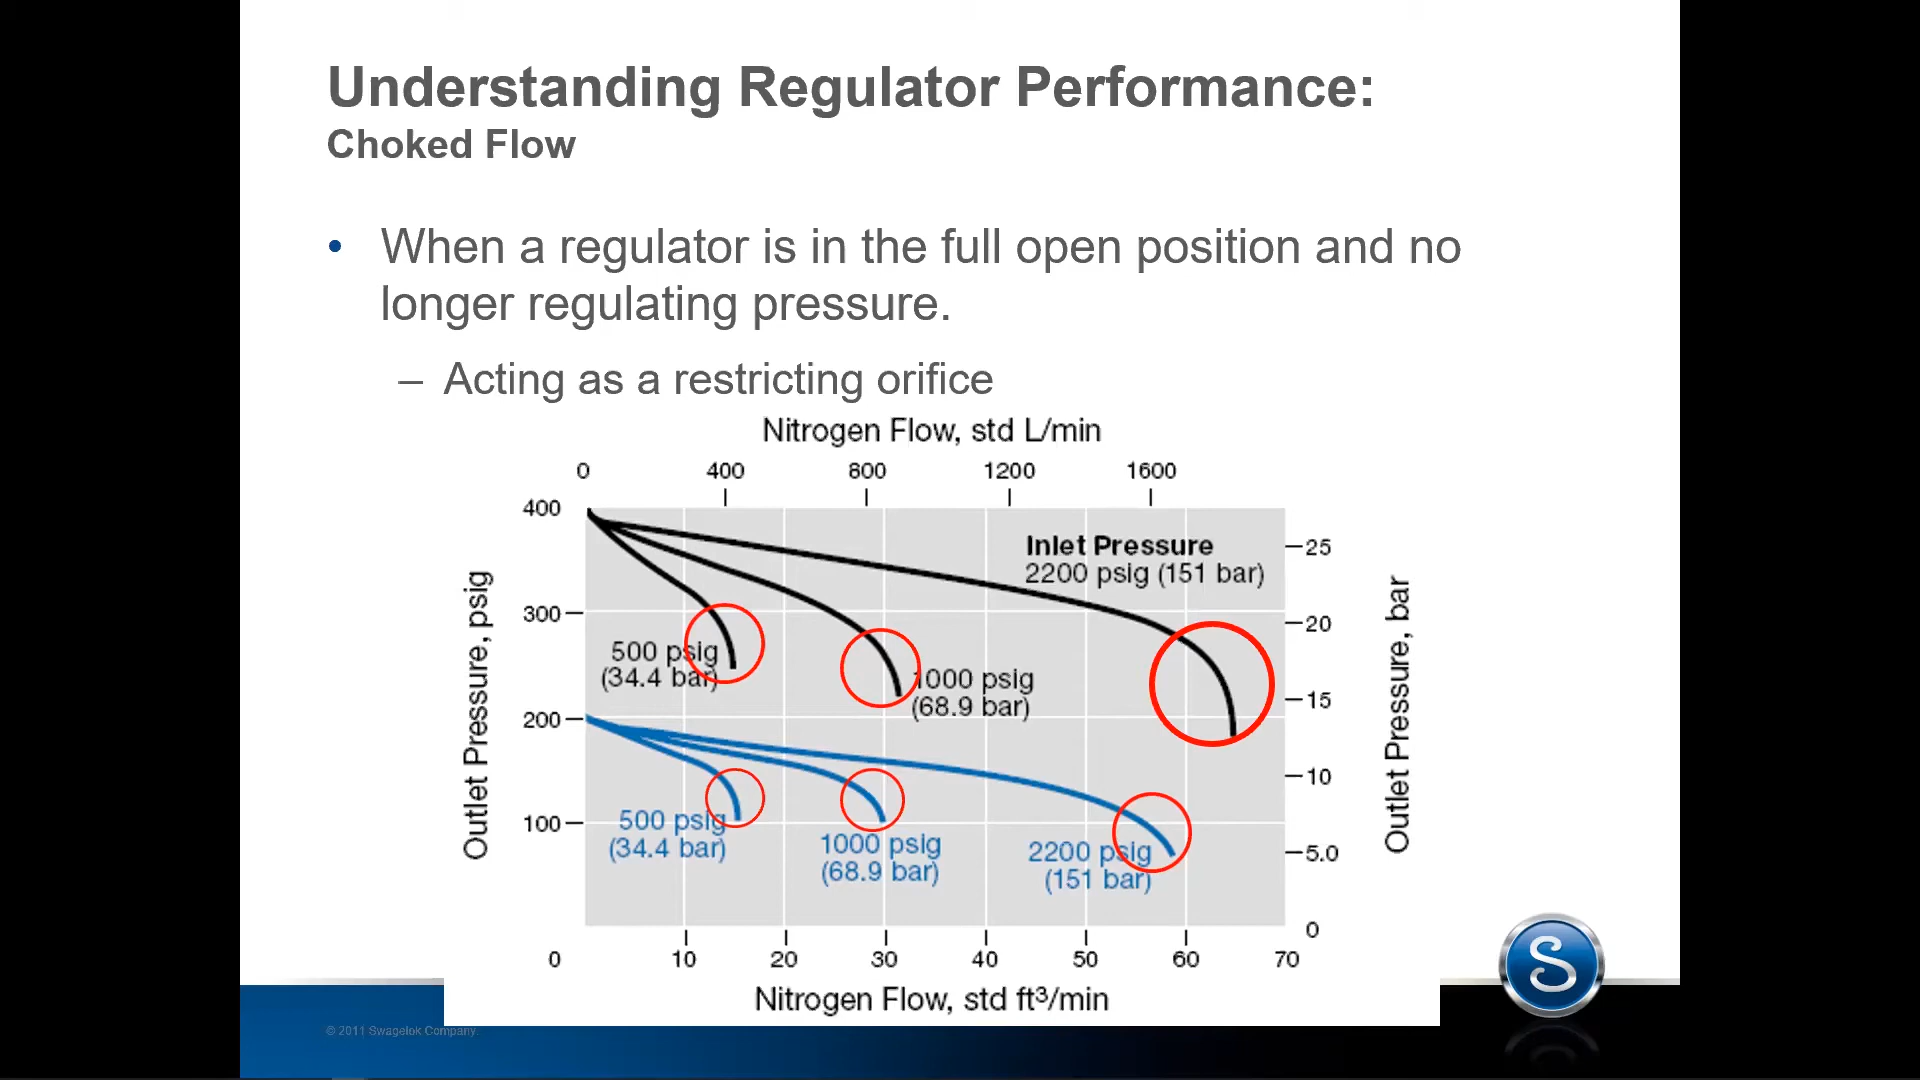 Understanding Regulator Performance:
Choked Flow
• When a regulator is in the full open position and no
longer regulating pressure.
– Acting as a restricting orifice
Nitrogen Flow, std L/min
0 400 800 1200 1600
400
300
200
100
0
Outlet Pressure, psig
Inlet Pressure
2200 psig (151 bar)
500 psig
(34.4 bar)
1000 psig
(68.9 bar)
500 psig
(34.4 bar)
1000 psig
(68.9 bar)
2200 psig
(151 bar)
25
20
15
10
5.0
0
Outlet Pressure, bar
10 20 30 40 50 60 70
Nitrogen Flow, std ft³/min
S
© 2011 Swagelok Company.